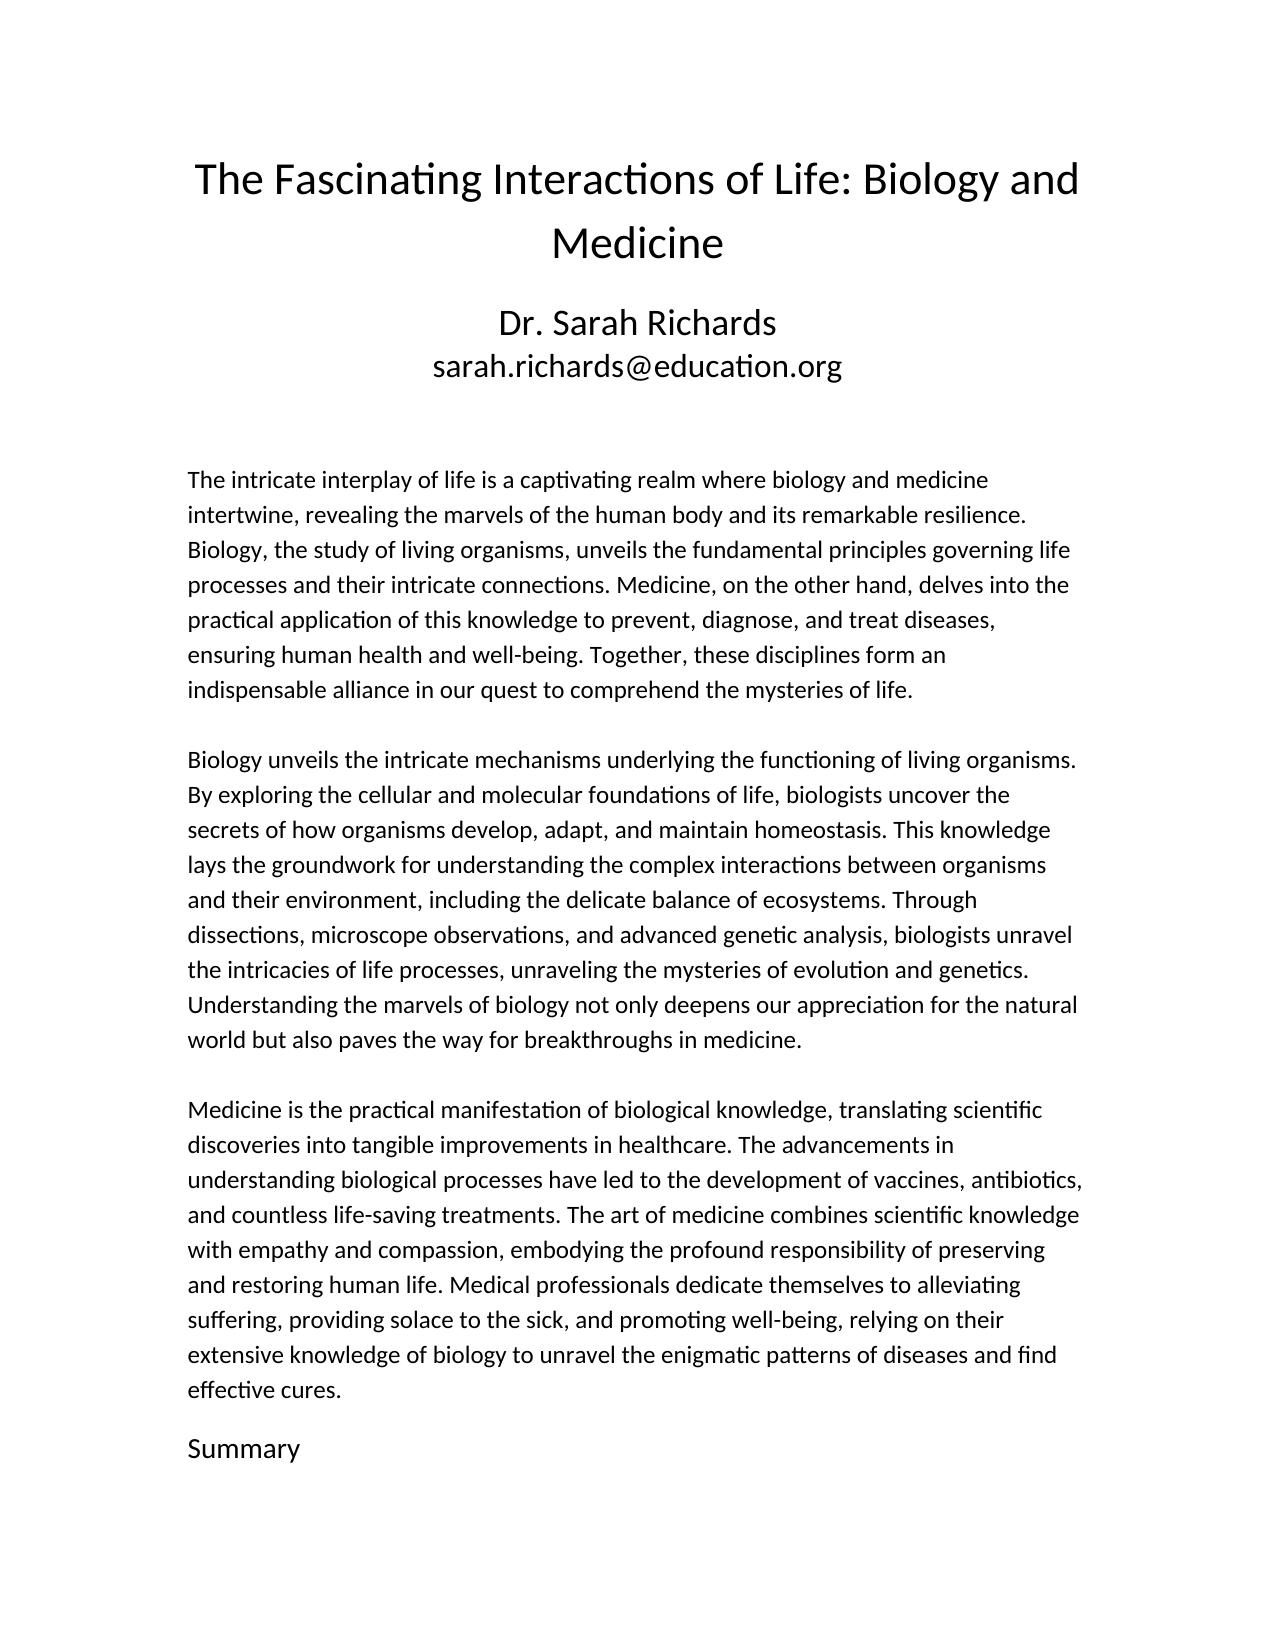 The Fascinating Interactions of Life: Biology and
Medicine
Dr. Sarah Richards
sarah.richards@education.org
The intricate interplay of life is a captivating realm where biology and medicine
intertwine, revealing the marvels of the human body and its remarkable resilience.
Biology, the study of living organisms, unveils the fundamental principles governing life
processes and their intricate connections. Medicine, on the other hand, delves into the
practical application of this knowledge to prevent, diagnose, and treat diseases,
ensuring human health and well-being. Together, these disciplines form an
indispensable alliance in our quest to comprehend the mysteries of life.
Biology unveils the intricate mechanisms underlying the functioning of living organisms.
By exploring the cellular and molecular foundations of life, biologists uncover the
secrets of how organisms develop, adapt, and maintain homeostasis. This knowledge
lays the groundwork for understanding the complex interactions between organisms
and their environment, including the delicate balance of ecosystems. Through
dissections, microscope observations, and advanced genetic analysis, biologists unravel
the intricacies of life processes, unraveling the mysteries of evolution and genetics.
Understanding the marvels of biology not only deepens our appreciation for the natural
world but also paves the way for breakthroughs in medicine.
Medicine is the practical manifestation of biological knowledge, translating scientific
discoveries into tangible improvements in healthcare. The advancements in
understanding biological processes have led to the development of vaccines, antibiotics,
and countless life-saving treatments. The art of medicine combines scientific knowledge
with empathy and compassion, embodying the profound responsibility of preserving
and restoring human life. Medical professionals dedicate themselves to alleviating
suffering, providing solace to the sick, and promoting well-being, relying on their
extensive knowledge of biology to unravel the enigmatic patterns of diseases and find
effective cures.
Summary